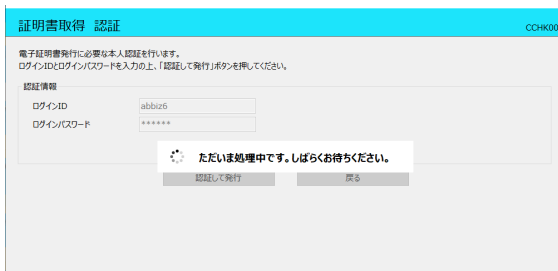 証明書取得 認証
CCHK00
電子証明書発行に必要な本人認証を行います。
ログインIDとログインパスワードを入力の上、「認証して発行」ボタンを押してください。
認証情報
ログインID abbiz6
ログインパスワード ******
ただいま処理中です。しばらくお待ちください。
認証して発行 戻る